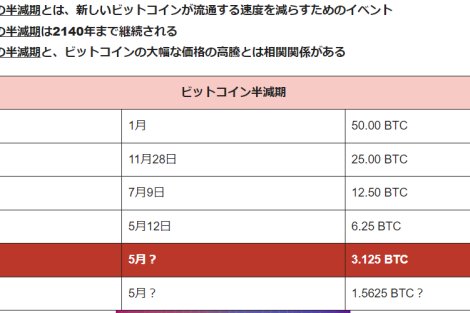 の半減期とは、新しいビットコインが流通する速度を減らすためのイベント
の半減期は2140年まで継続される
の半減期と、ビットコインの大幅な価格の高騰とは相関関係がある
ビットコイン半減期
1月 50.00 BTC
11月28日 25.00 BTC
7月9日 12.50 BTC
5月12日 6.25 BTC
5月？ 3.125 BTC
5月？ 1.5625 BTC？